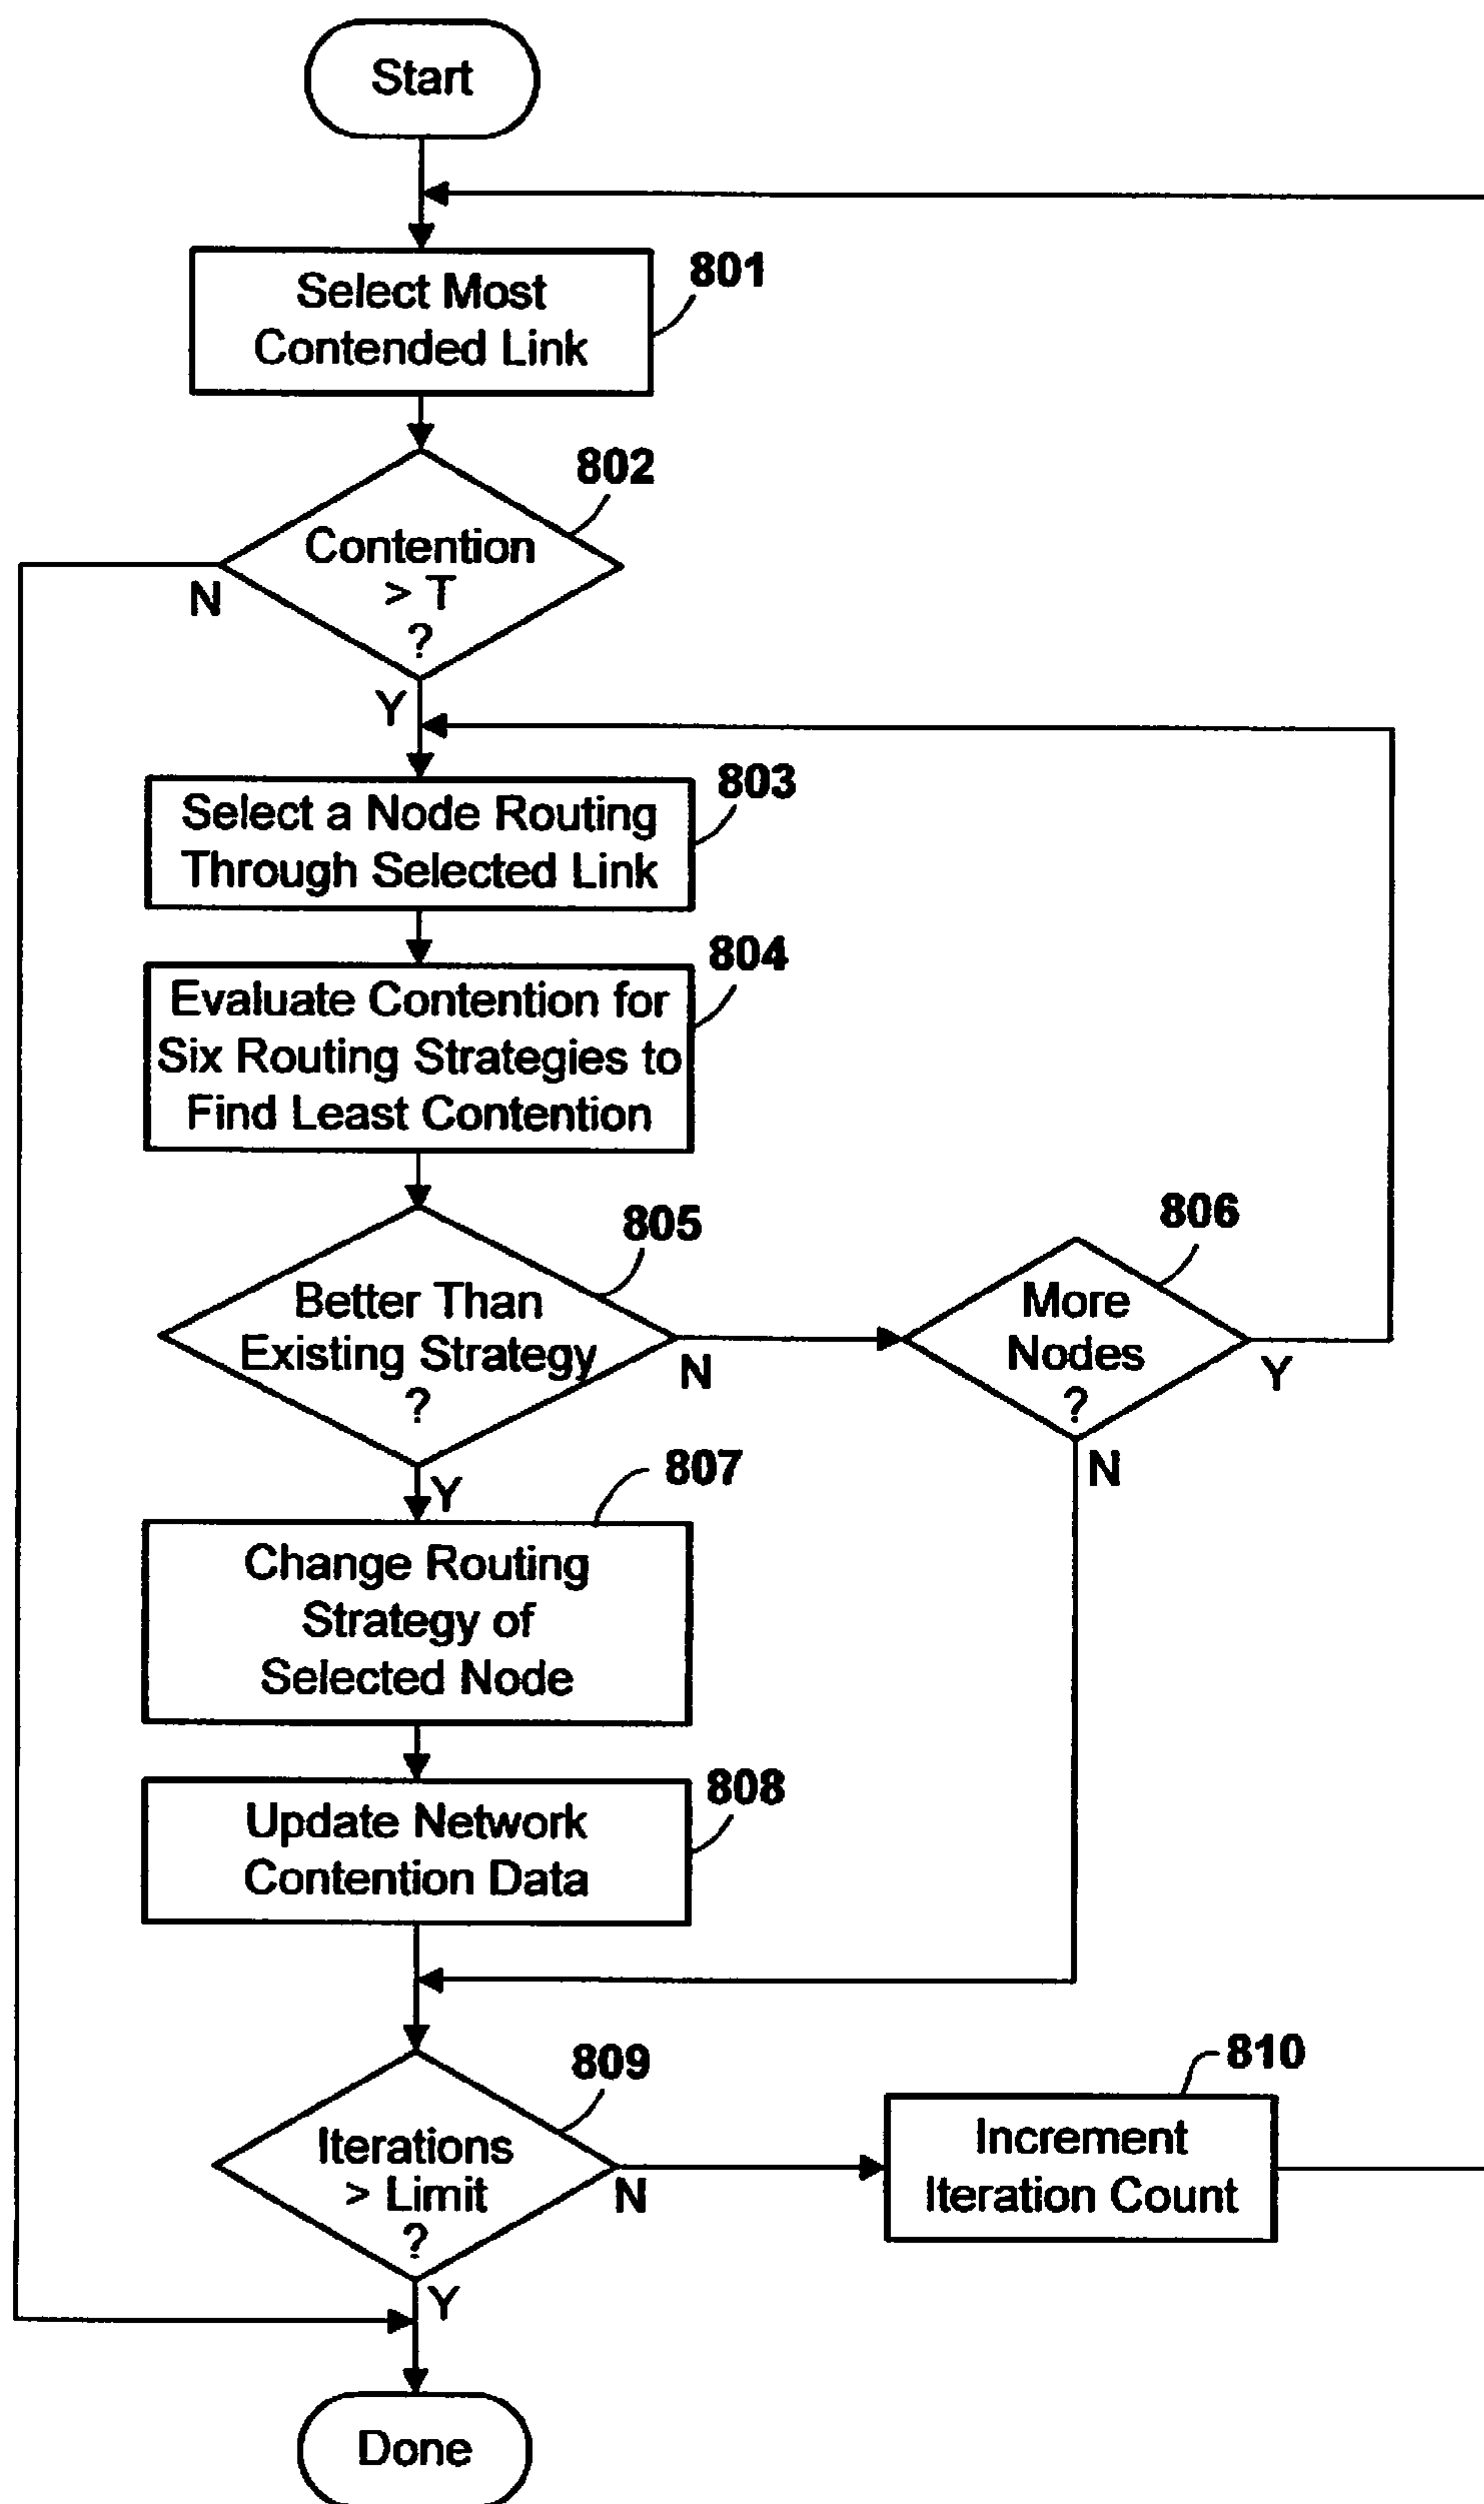 Start
801
Select Most
Contended Link
802
Contention
> T
?
N
Y
803
Select a Node Routing
Through Selected Link
804
Evaluate Contention for
Six Routing Strategies to
Find Least Contention
805
Better Than
Existing Strategy
?
N
Y
806
More
Nodes
?
Y
N
807
Change Routing
Strategy of
Selected Node
808
Update Network
Contention Data
809
Iterations
> Limit
?
N
Y
810
Increment
Iteration Count
Done